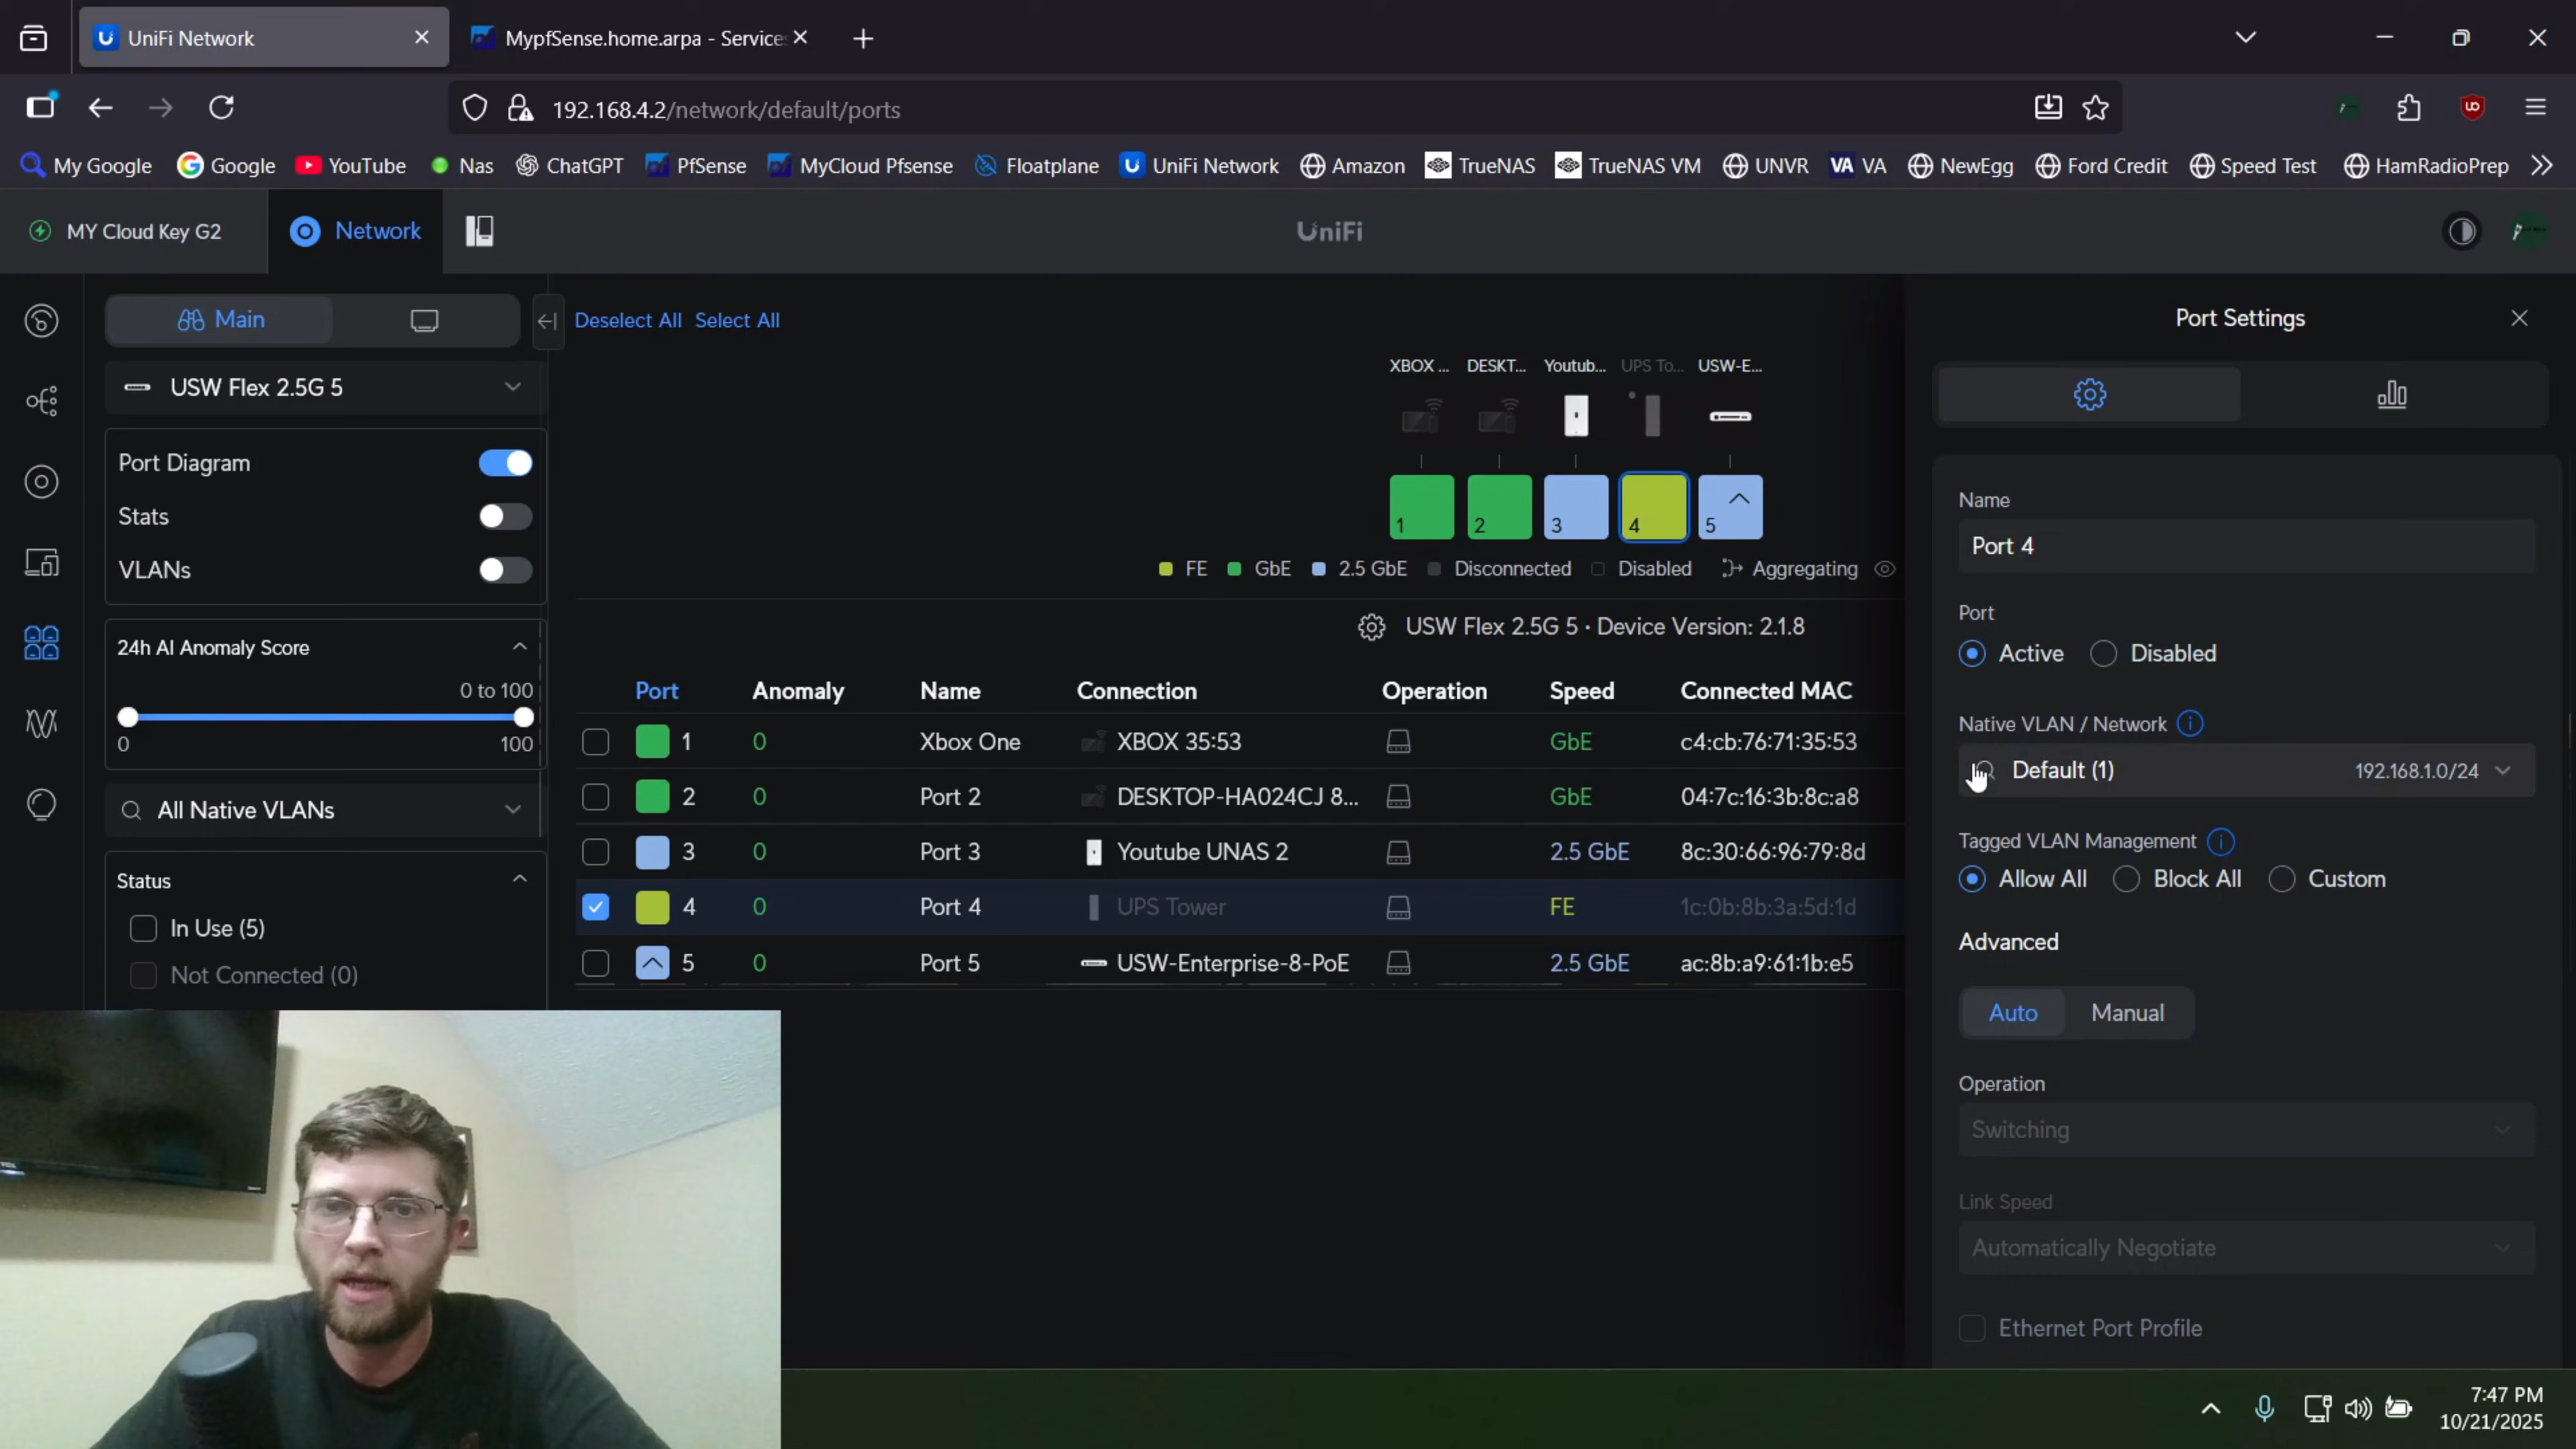 UniFi Network
MypfSense.home.arpa - Services
192.168.4.2/network/default/ports
My Google
Google
YouTube
Nas
ChatGPT
PfSense
MyCloud Pfsense
Floatplane
UniFi Network
Amazon
TrueNAS
TrueNAS VM
UNVR
VA VA
NewEgg
Ford Credit
Speed Test
HamRadioPrep
MY Cloud Key G2
Network
UniFi
Main
USW Flex 2.5G 5
Port Diagram
Stats
VLANs
24h AI Anomaly Score
0 to 100
0
100
All Native VLANs
Status
In Use (5)
Not Connected (0)
Deselect All Select All
XBOX ... DESKT... Youtub... UPS To... USW-E...
1 2 3 4 5
FE GbE 2.5 GbE Disconnected Disabled Aggregating
USW Flex 2.5G 5 • Device Version: 2.1.8
Port Anomaly Name Connection Operation Speed Connected MAC
1 0 Xbox One XBOX 35:53 GbE c4:cb:76:71:35:53
2 0 Port 2 DESKTOP-HA024CJ 8... GbE 04:7c:16:3b:8c:a8
3 0 Port 3 Youtube UNAS 2 2.5 GbE 8c:30:66:96:79:8d
4 0 Port 4 UPS Tower FE 1c:0b:8b:3a:5d:1d
5 0 Port 5 USW-Enterprise-8-PoE 2.5 GbE ac:8b:a9:61:1b:e5
Port Settings
Name
Port 4
Port
Active Disabled
Native VLAN / Network
Default (1) 192.168.1.0/24
Tagged VLAN Management
Allow All Block All Custom
Advanced
Auto Manual
Operation
Switching
Link Speed
Automatically Negotiate
Ethernet Port Profile
7:47 PM
10/21/2025